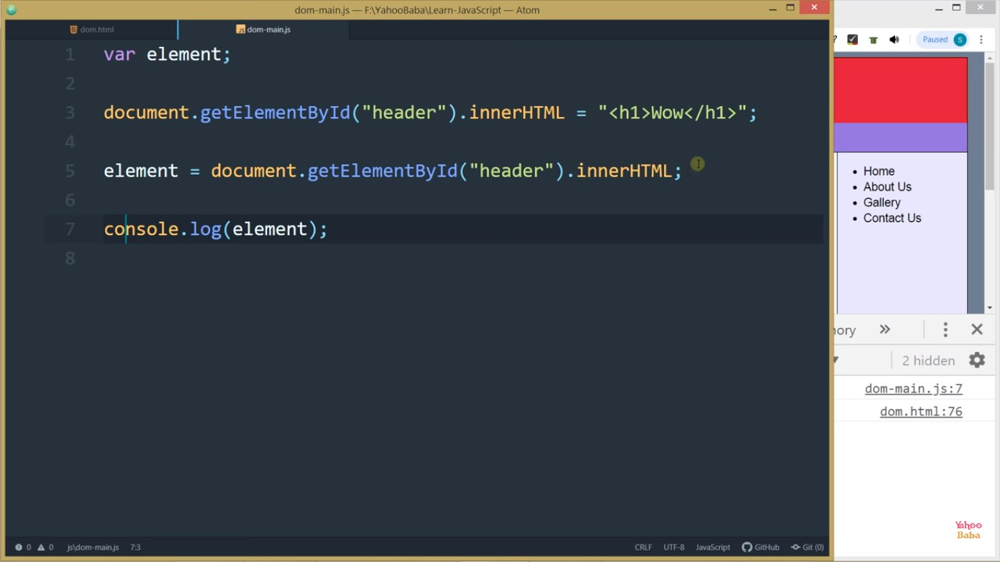 dom-main.js — F:\YahooBaba\Learn-JavaScript — Atom
dom.html
dom-main.js
1 var element;
2
3 document.getElementById("header").innerHTML = "<h1>Wow</h1>";
4
5 element = document.getElementById("header").innerHTML;
6
7 console.log(element);
8
0 0 js\dom-main.js 7:3
CRLF UTF-8 JavaScript GitHub Git (0)
Paused S
Home
About Us
Gallery
Contact Us
2 hidden
dom-main.js:7
dom.html:76
Yahoo
Baba